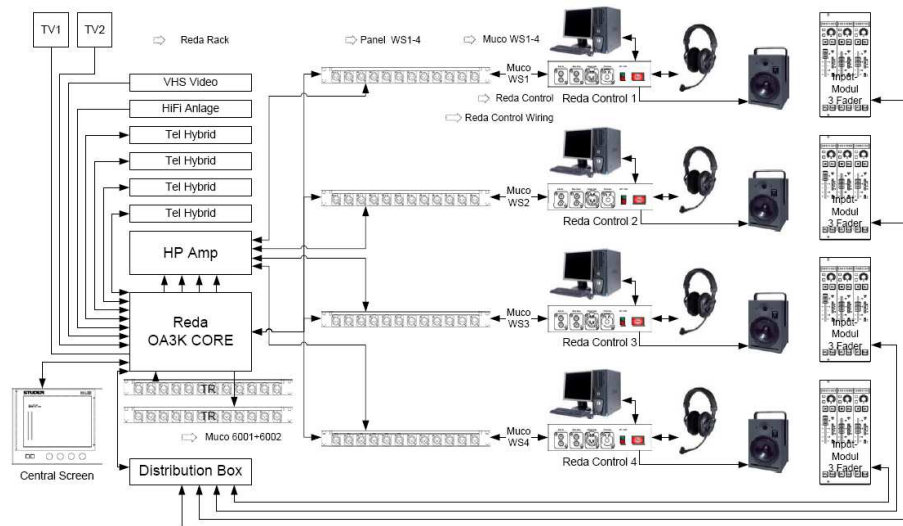 TV1
TV2
Reda Rack
Panel WS1-4
Muco WS1-4
VHS Video
HiFi Anlage
Tel Hybrid
Tel Hybrid
Tel Hybrid
Tel Hybrid
HP Amp
Reda
OA3K CORE
TR
TR
Muco 6001+6002
STUDER
Central Screen
Distribution Box
Muco
WS1
Reda Control 1
Reda Control
Reda Control Wiring
Input-
Modul
3 Fader
Muco
WS2
Reda Control 2
Input-
Modul
3 Fader
Muco
WS3
Reda Control 3
Input-
Modul
3 Fader
Muco
WS4
Reda Control 4
Input-
Modul
3 Fader